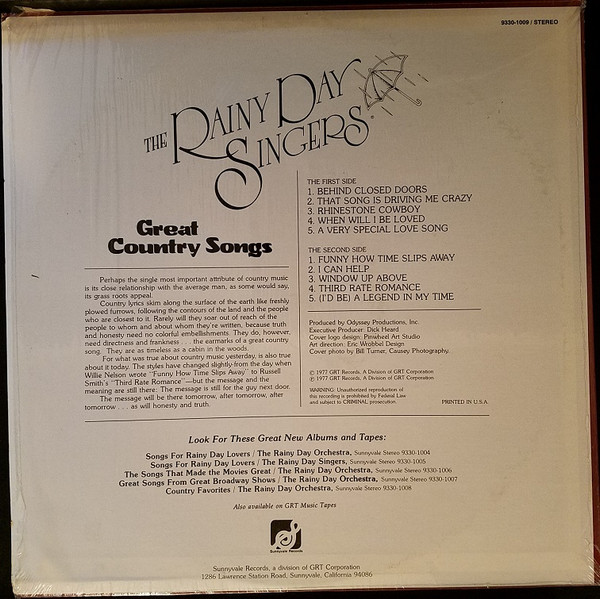 9330-1009 / STEREO
THE RAINY DAY
SINGERS
Great
Country Songs
Perhaps the single most important attribute of country music
is its close relationship with the average man, as some would say,
its grass roots appeal.
Country lyrics skim along the surface of the earth like freshly
plowed furrows, following the contours of the land and the people
who are closest to it. Rarely will they soar out of reach of the
people to whom and about whom they're written, because truth
and honesty need no colorful embellishments. They do, however,
need directness and frankness . . . the earmarks of a great country
song. They are as timeless as a cabin in the woods.
For what was true about country music yesterday, is also true
about it today. The styles have changed slightly from the day when
Willie Nelson wrote "Funny How Time Slips Away" to Russell
Smith's "Third Rate Romance"—but the message and the
meaning are still there: The message is still for the guy next door.
The message will be there tomorrow, after tomorrow, after
tomorrow . . . as will honesty and truth.
THE FIRST SIDE
1. BEHIND CLOSED DOORS
2. THAT SONG IS DRIVING ME CRAZY
3. RHINESTONE COWBOY
4. WHEN WILL I BE LOVED
5. A VERY SPECIAL LOVE SONG
THE SECOND SIDE
1. FUNNY HOW TIME SLIPS AWAY
2. I CAN HELP
3. WINDOW UP ABOVE
4. THIRD RATE ROMANCE
5. (I'D BE) A LEGEND IN MY TIME
Produced by Odyssey Productions, Inc.
Executive Producer: Dick Heard
Cover logo design: Pinwheel Art Studio
Art direction: Eric Wrobbel Design
Cover photo by Bill Turner, Causey Photography.
© 1977 GRT Records, A Division of GRT Corporation
℗ 1977 GRT Records, A Division of GRT Corporation
WARNING: Unauthorized reproduction of
this recording is prohibited by Federal Law
and subject to CRIMINAL prosecution.
PRINTED IN U.S.A.
Look For These Great New Albums and Tapes:
Songs For Rainy Day Lovers / The Rainy Day Orchestra, Sunnyvale Stereo 9330-1004
Songs For Rainy Day Lovers / The Rainy Day Singers, Sunnyvale Stereo 9330-1005
The Songs That Made the Movies Great / The Rainy Day Orchestra, Sunnyvale Stereo 9330-1006
Great Songs From Great Broadway Shows / The Rainy Day Orchestra, Sunnyvale Stereo 9330-1007
Country Favorites / The Rainy Day Orchestra, Sunnyvale Stereo 9330-1008
Also available on GRT Music Tapes
Sunnyvale Records
Sunnyvale Records, a division of GRT Corporation
1286 Lawrence Station Road, Sunnyvale, California 94086